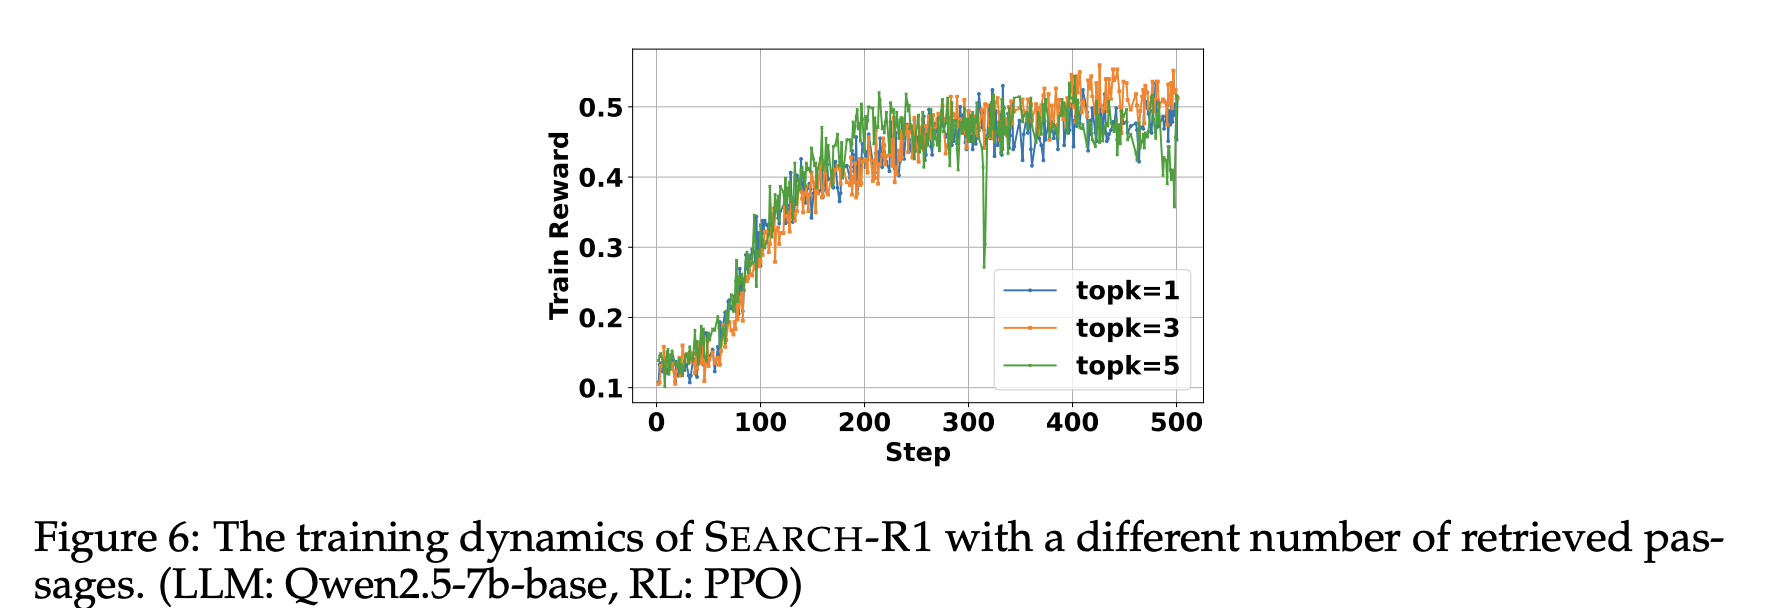 0.5
0.4
0.3
0.2
0.1
Train Reward
topk=1
topk=3
topk=5
0 100 200 300 400 500
Step
Figure 6: The training dynamics of SEARCH-R1 with a different number of retrieved pas-
sages. (LLM: Qwen2.5-7b-base, RL: PPO)